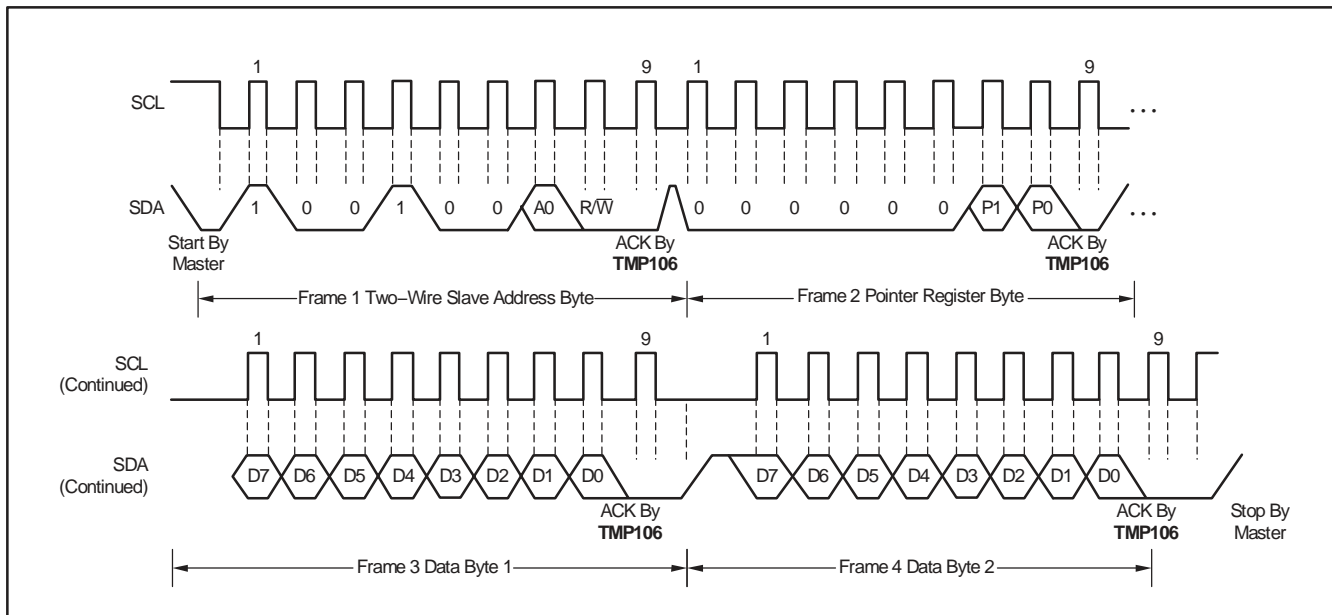 1 9 1 9
SCL ...
SDA 1 0 0 1 0 0 A0 R/W̅ 0 0 0 0 0 0 P1 P0 ...
Start By Master ACK By TMP106 ACK By TMP106
Frame 1 Two−Wire Slave Address Byte Frame 2 Pointer Register Byte
1 9 1 9
SCL (Continued)
SDA (Continued) D7 D6 D5 D4 D3 D2 D1 D0 D7 D6 D5 D4 D3 D2 D1 D0
ACK By TMP106 ACK By TMP106 Stop By Master
Frame 3 Data Byte 1 Frame 4 Data Byte 2